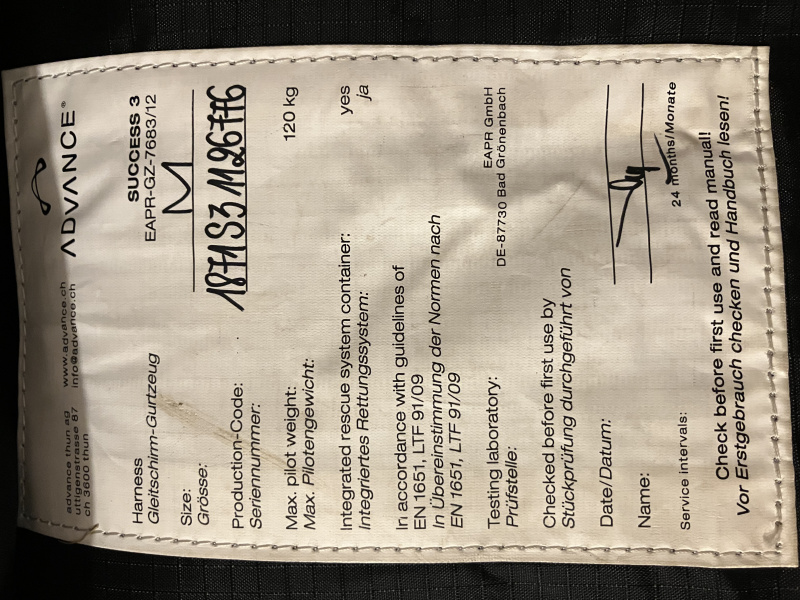 advance thun ag www.advance.ch
uttigenstrasse 87 info@advance.ch
ch 3600 thun
ADVANCE®
Harness SUCCESS 3
Gleitschirm-Gurtzeug EAPR-GZ-7683/12
Size: M
Grösse:
Production-Code: 1871S31126776
Seriennummer:
Max. pilot weight: 120 kg
Max. Pilotengewicht:
Integrated rescue system container: yes
Integriertes Rettungssystem: ja
In accordance with guidelines of
EN 1651, LTF 91/09
In Übereinstimmung der Normen nach
EN 1651, LTF 91/09
Testing laboratory: EAPR GmbH
Prüfstelle: DE-87730 Bad Grönenbach
Checked before first use by
Stückprüfung durchgeführt von
Date/Datum:
Name:
Service intervals: 24 months/Monate
Check before first use and read manual!
Vor Erstgebrauch checken und Handbuch lesen!